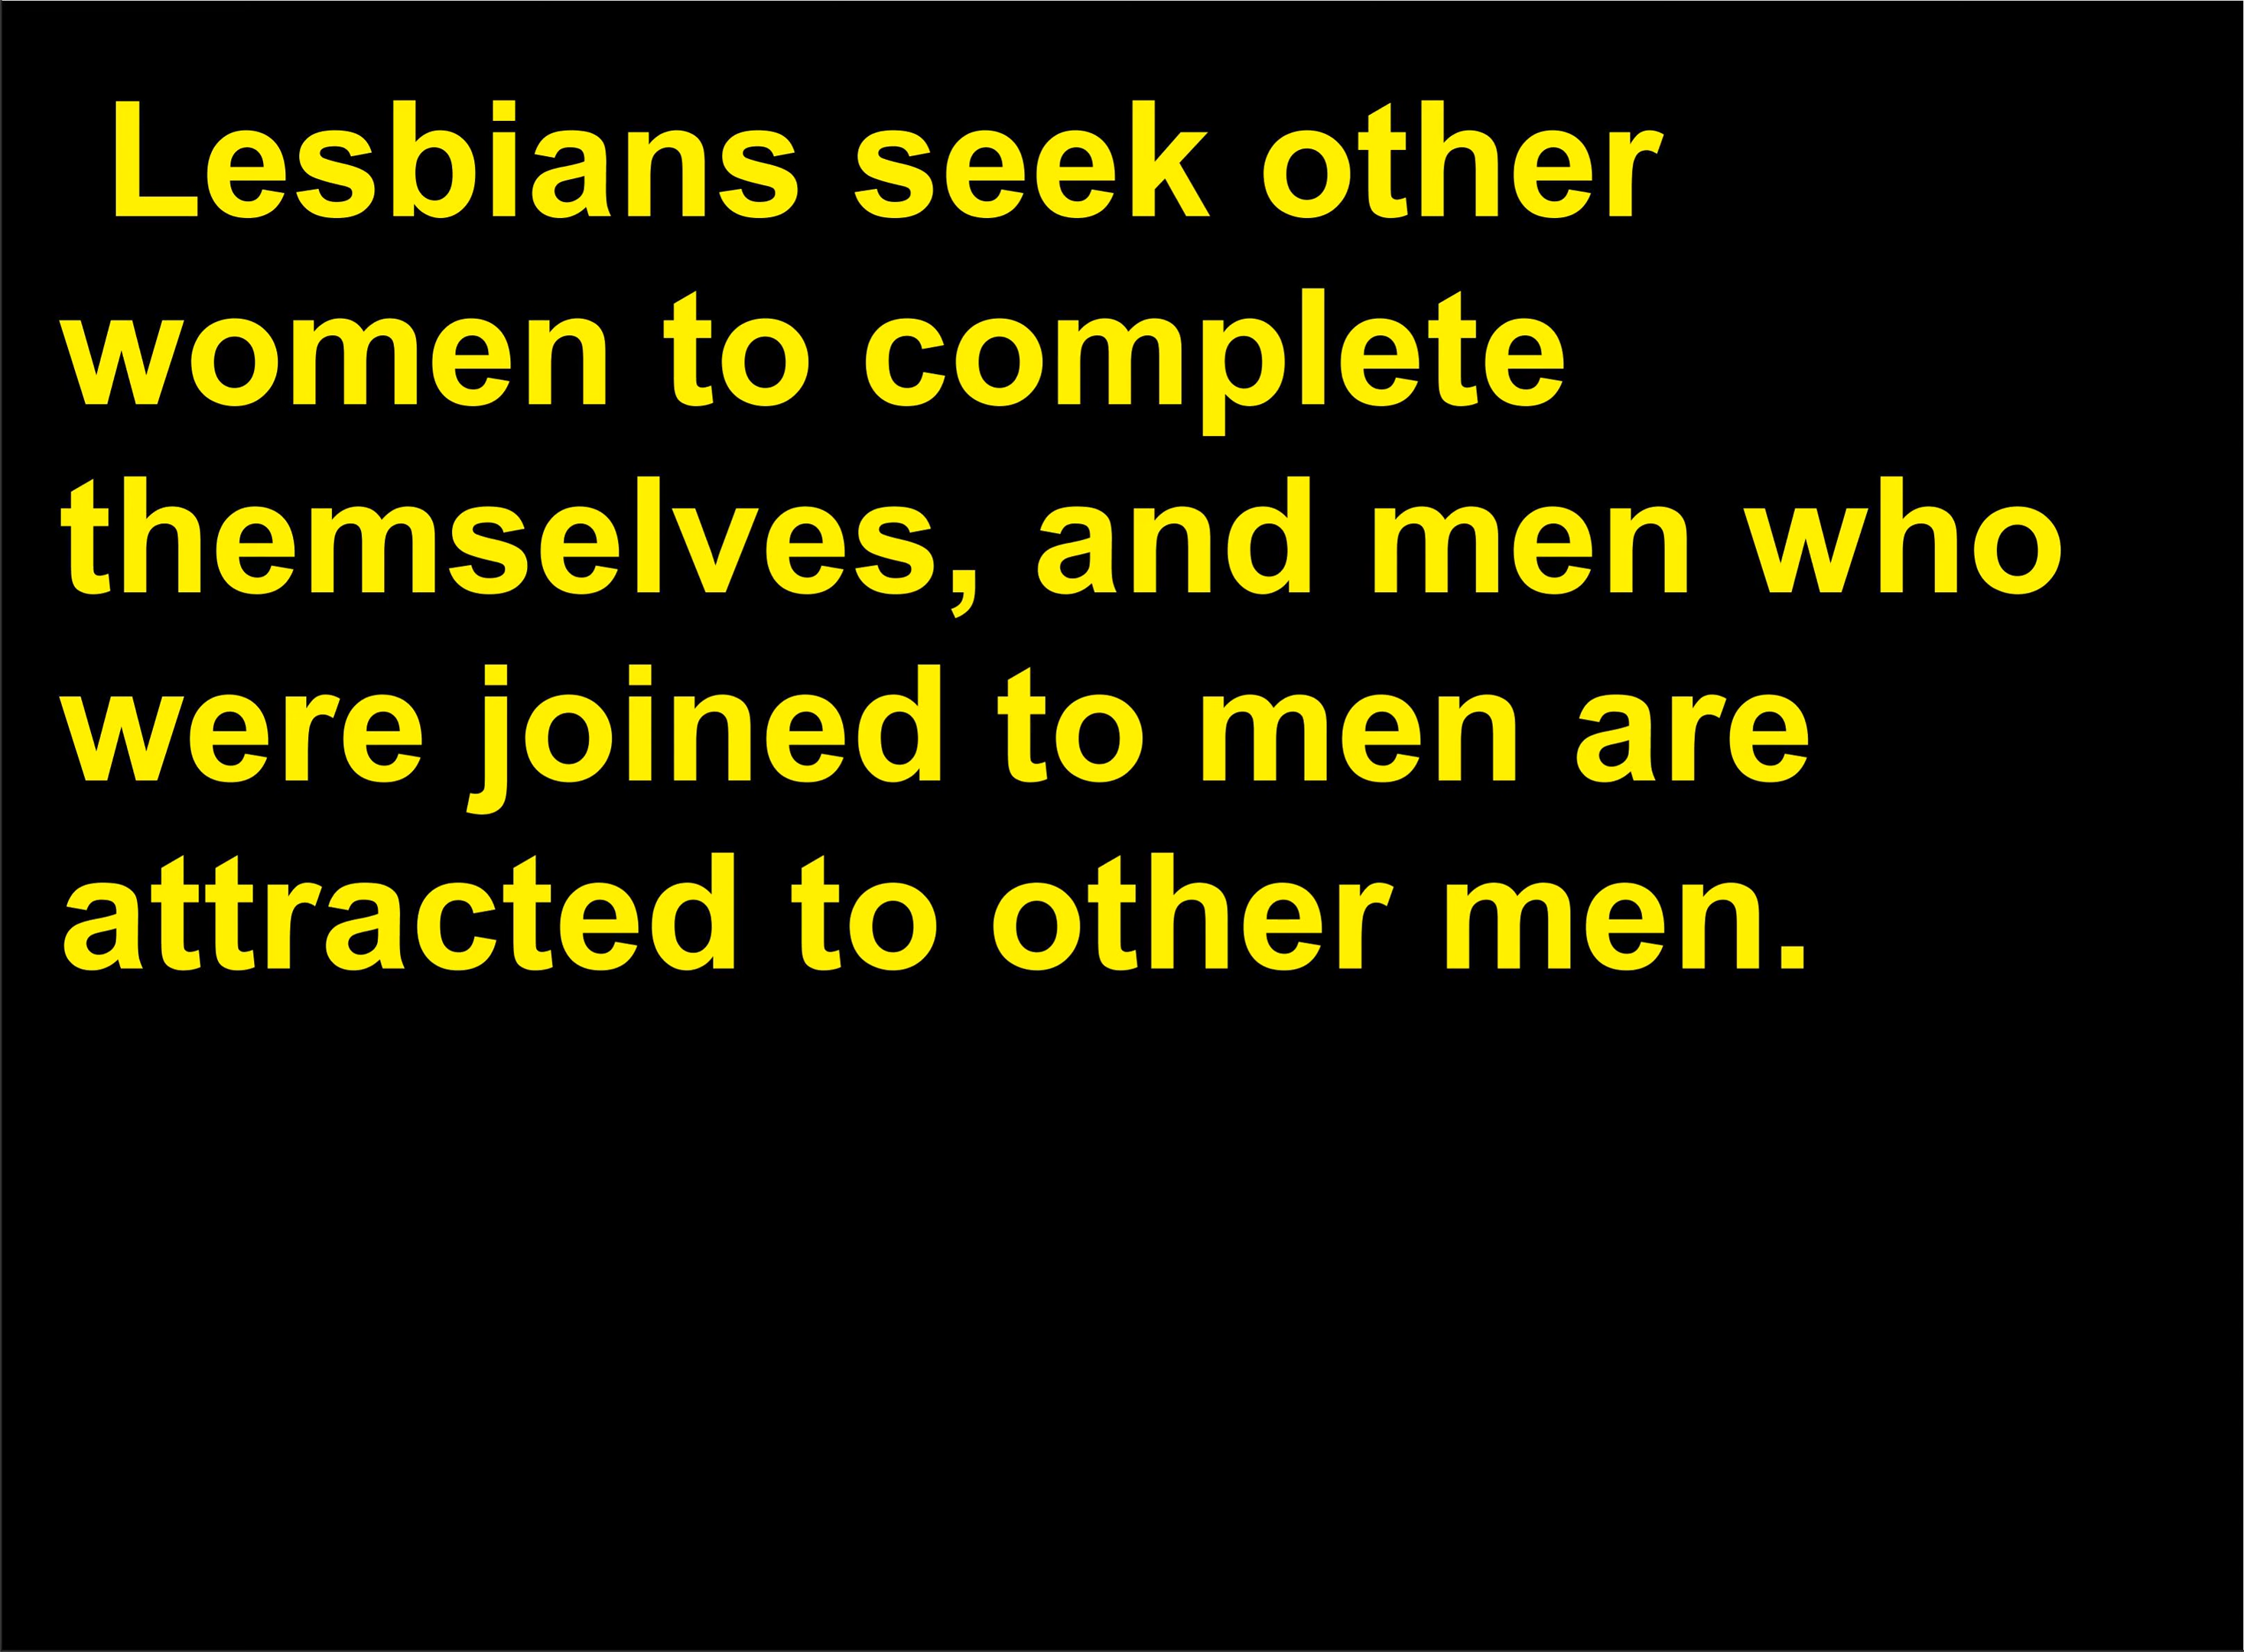 Lesbians seek other
women to complete
themselves, and men who
were joined to men are
attracted to other men.